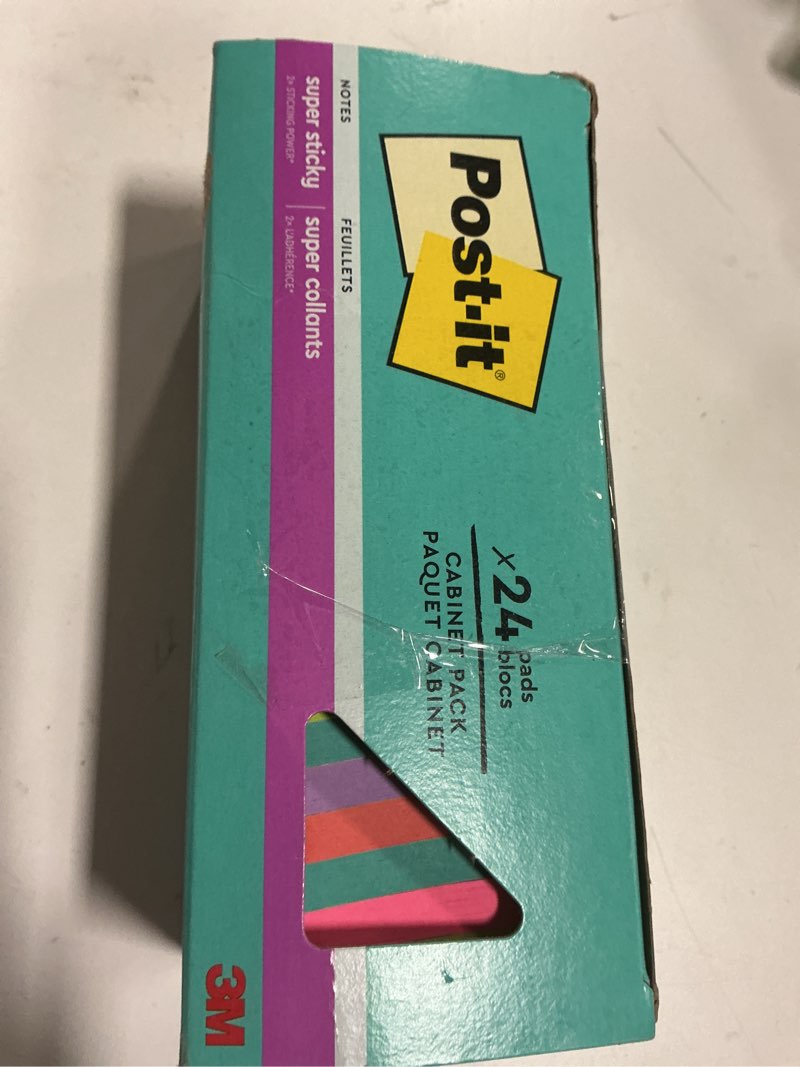 Post-it®
NOTES FEUILLETS
super sticky | super collants
2x STICKING POWER* 2x L'ADHÉRENCE*
x24 pads
blocs
CABINET PACK
PAQUET CABINET
3M